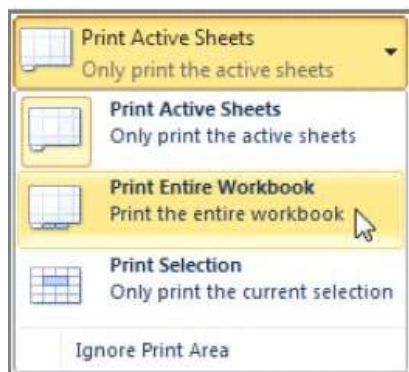 Print Active Sheets
Only print the active sheets
Print Active Sheets
Only print the active sheets
Print Entire Workbook
Print the entire workbook
Print Selection
Only print the current selection
Ignore Print Area